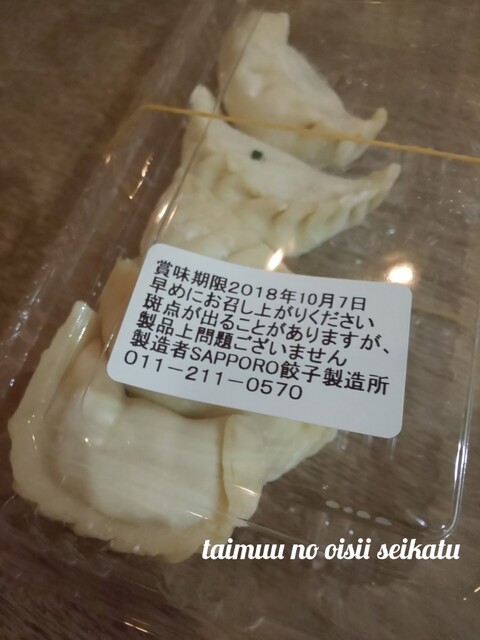 賞味期限2018年10月7日
早めにお召し上がりください
斑点が出ることがありますが、
製品上問題ございません
製造者SAPPORO餃子製造所
011-211-0570
taimuu no oisii seikatu